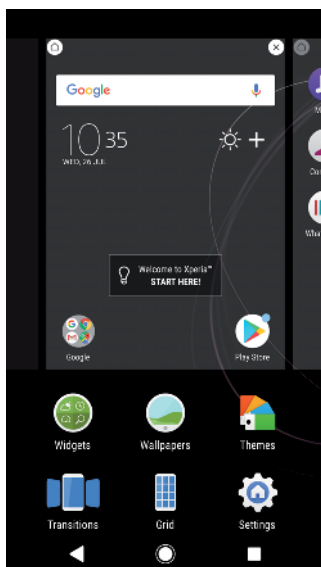 Google
10 35
WED, 26 JUL
Welcome to Xperia™
START HERE!
Google
Play Store
Widgets
Wallpapers
Themes
Transitions
Grid
Settings